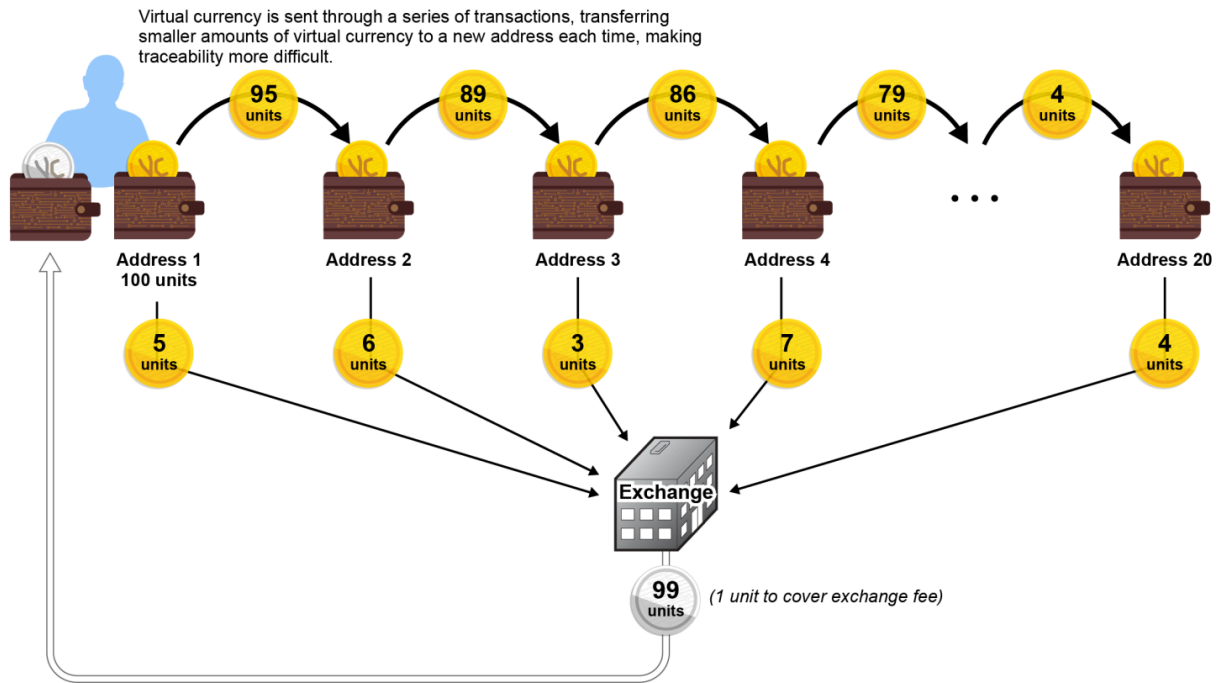 Virtual currency is sent through a series of transactions, transferring
smaller amounts of virtual currency to a new address each time, making
traceability more difficult.
95
units
89
units
86
units
79
units
4
units
VC
VC
VC
VC
VC
VC
. . .
Address 1
100 units
Address 2
Address 3
Address 4
Address 20
5
units
6
units
3
units
7
units
4
units
Exchange
99
units
(1 unit to cover exchange fee)